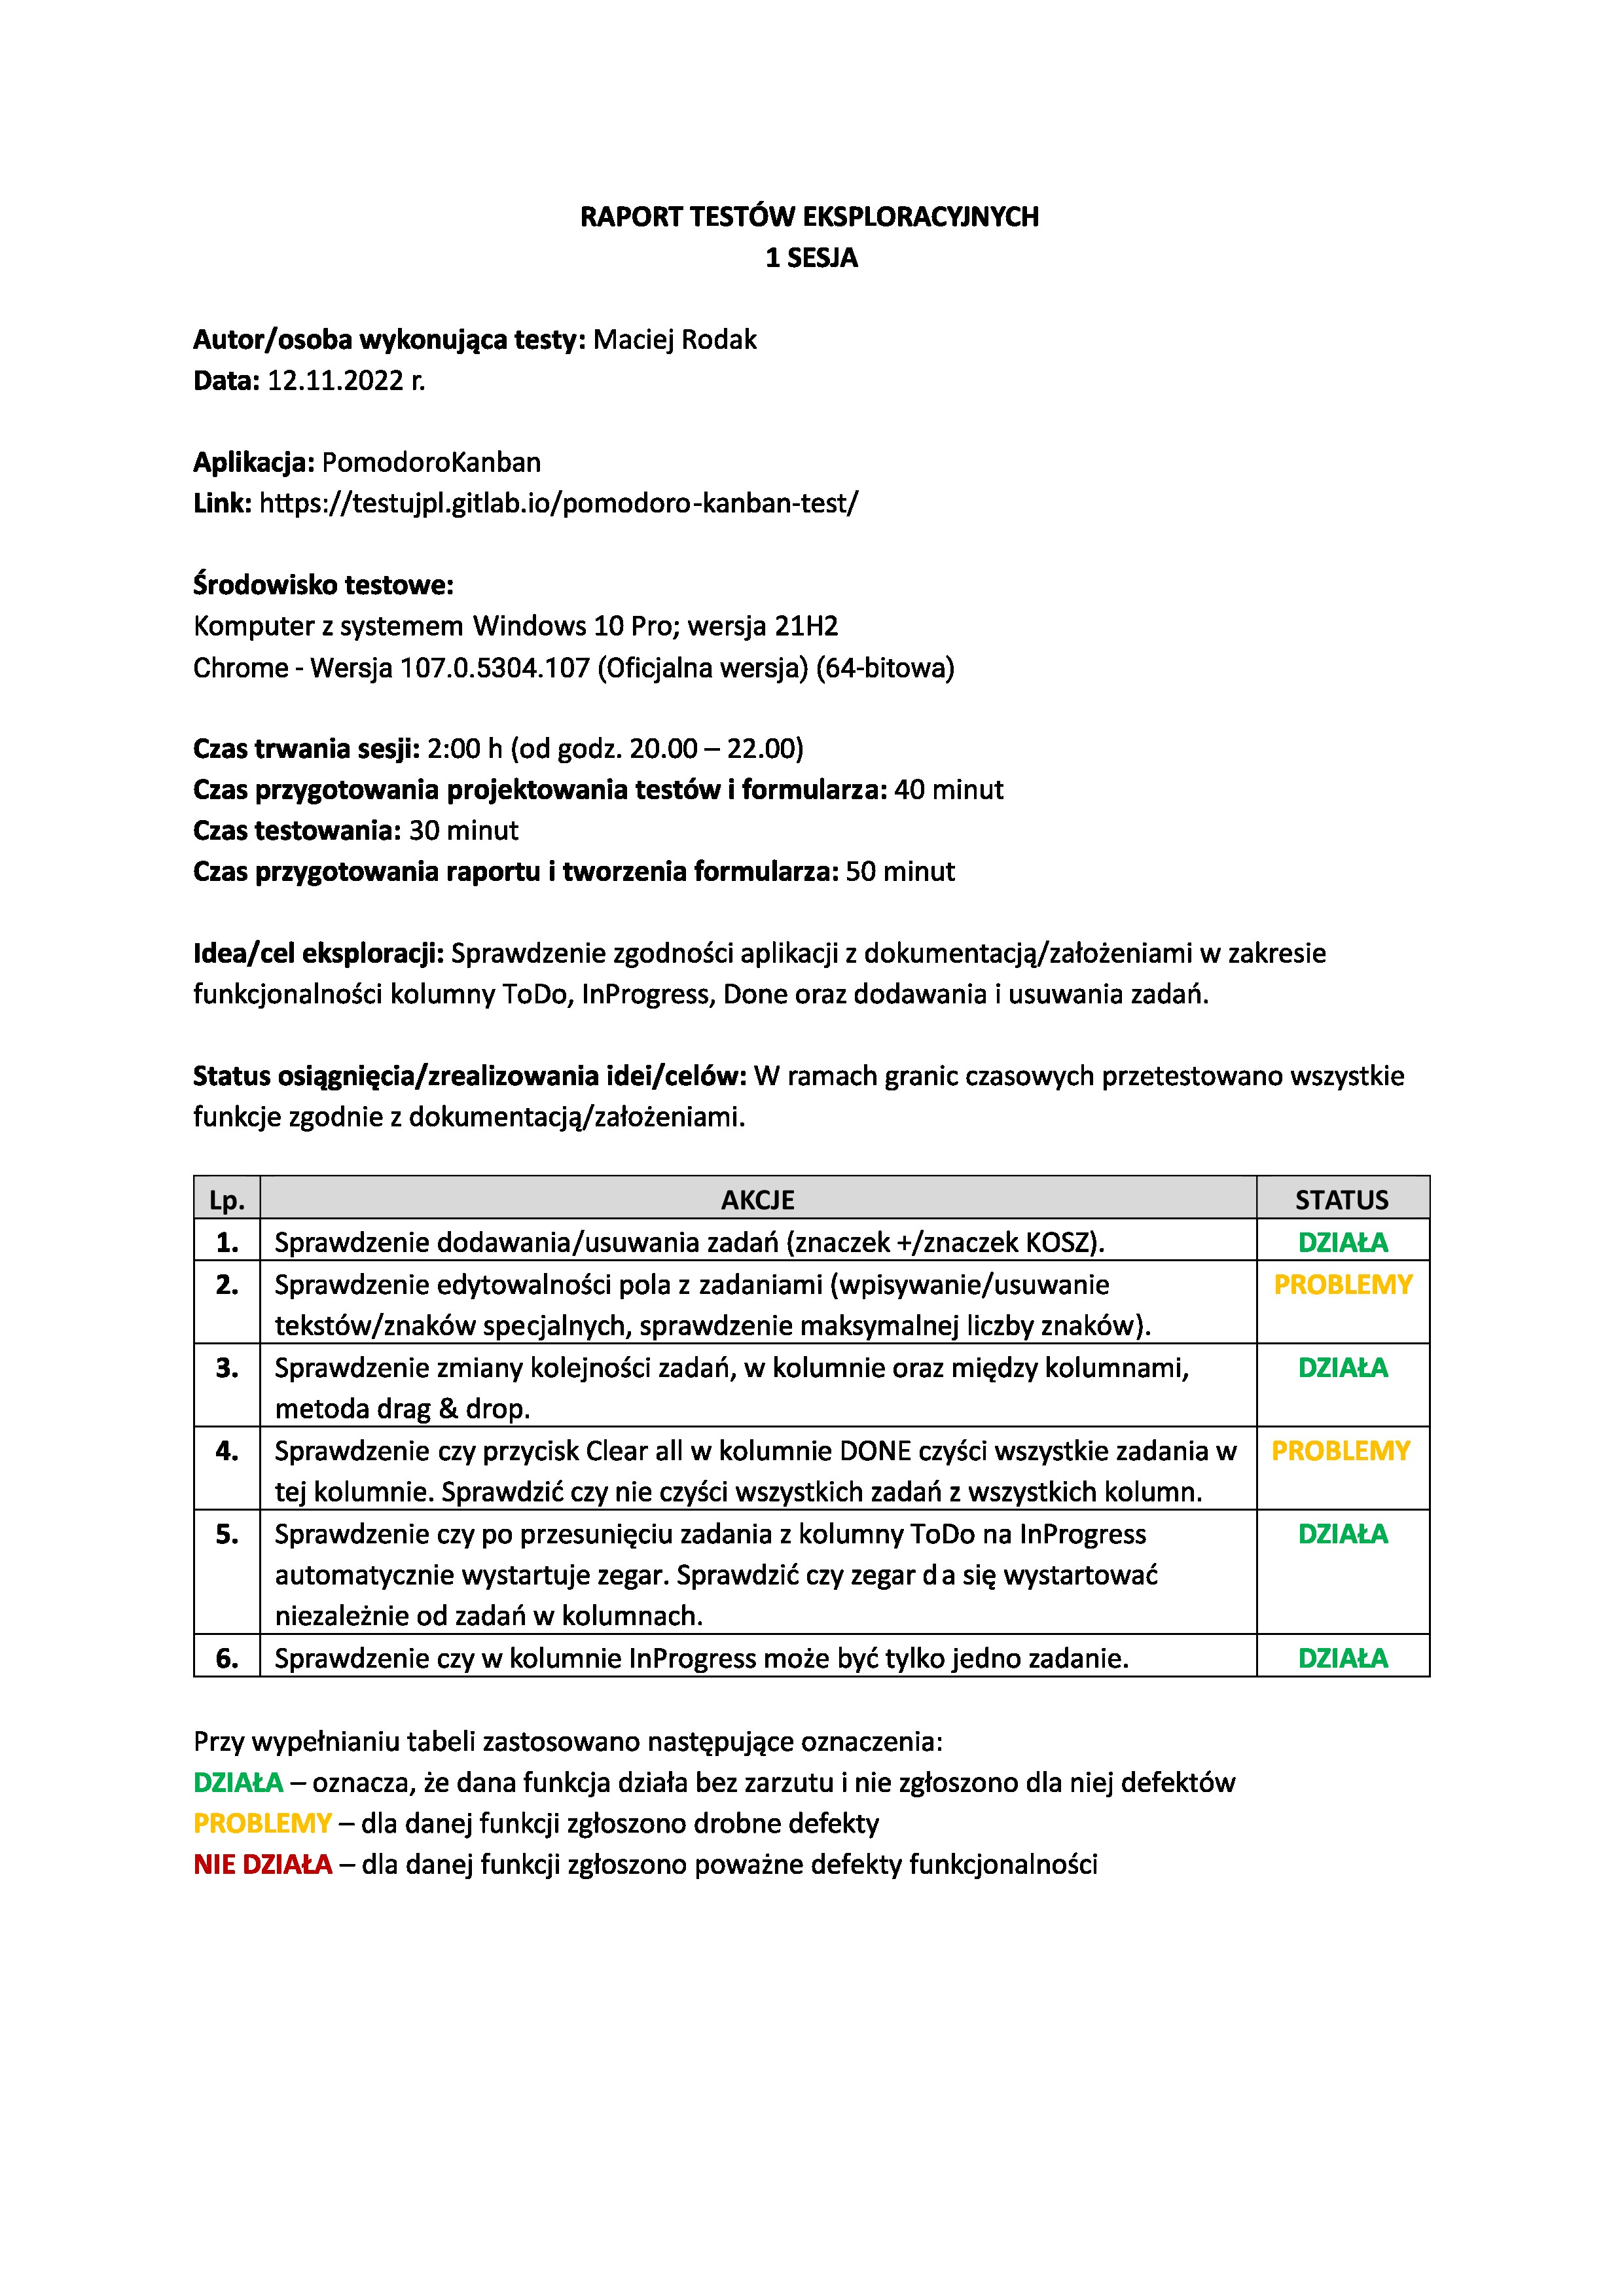 RAPORT TESTÓW EKSPLORACYJNYCH
1 SESJA
Autor/osoba wykonująca testy: Maciej Rodak
Data: 12.11.2022 r.
Aplikacja: PomodoroKanban
Link: https://testujpl.gitlab.io/pomodoro-kanban-test/
Środowisko testowe:
Komputer z systemem Windows 10 Pro; wersja 21H2
Chrome - Wersja 107.0.5304.107 (Oficjalna wersja) (64-bitowa)
Czas trwania sesji: 2:00 h (od godz. 20.00 – 22.00)
Czas przygotowania projektowania testów i formularza: 40 minut
Czas testowania: 30 minut
Czas przygotowania raportu i tworzenia formularza: 50 minut
Idea/cel eksploracji: Sprawdzenie zgodności aplikacji z dokumentacją/założeniami w zakresie
funkcjonalności kolumny ToDo, InProgress, Done oraz dodawania i usuwania zadań.
Status osiągnięcia/zrealizowania idei/celów: W ramach granic czasowych przetestowano wszystkie
funkcje zgodnie z dokumentacją/założeniami.
Lp. AKCJE STATUS
1. Sprawdzenie dodawania/usuwania zadań (znaczek +/znaczek KOSZ). DZIAŁA
2. Sprawdzenie edytowalności pola z zadaniami (wpisywanie/usuwanie PROBLEMY
tekstów/znaków specjalnych, sprawdzenie maksymalnej liczby znaków).
3. Sprawdzenie zmiany kolejności zadań, w kolumnie oraz między kolumnami, DZIAŁA
metoda drag & drop.
4. Sprawdzenie czy przycisk Clear all w kolumnie DONE czyści wszystkie zadania w PROBLEMY
tej kolumnie. Sprawdzić czy nie czyści wszystkich zadań z wszystkich kolumn.
5. Sprawdzenie czy po przesunięciu zadania z kolumny ToDo na InProgress DZIAŁA
automatycznie wystartuje zegar. Sprawdzić czy zegar da się wystartować
niezależnie od zadań w kolumnach.
6. Sprawdzenie czy w kolumnie InProgress może być tylko jedno zadanie. DZIAŁA
Przy wypełnianiu tabeli zastosowano następujące oznaczenia:
DZIAŁA – oznacza, że dana funkcja działa bez zarzutu i nie zgłoszono dla niej defektów
PROBLEMY – dla danej funkcji zgłoszono drobne defekty
NIE DZIAŁA – dla danej funkcji zgłoszono poważne defekty funkcjonalności